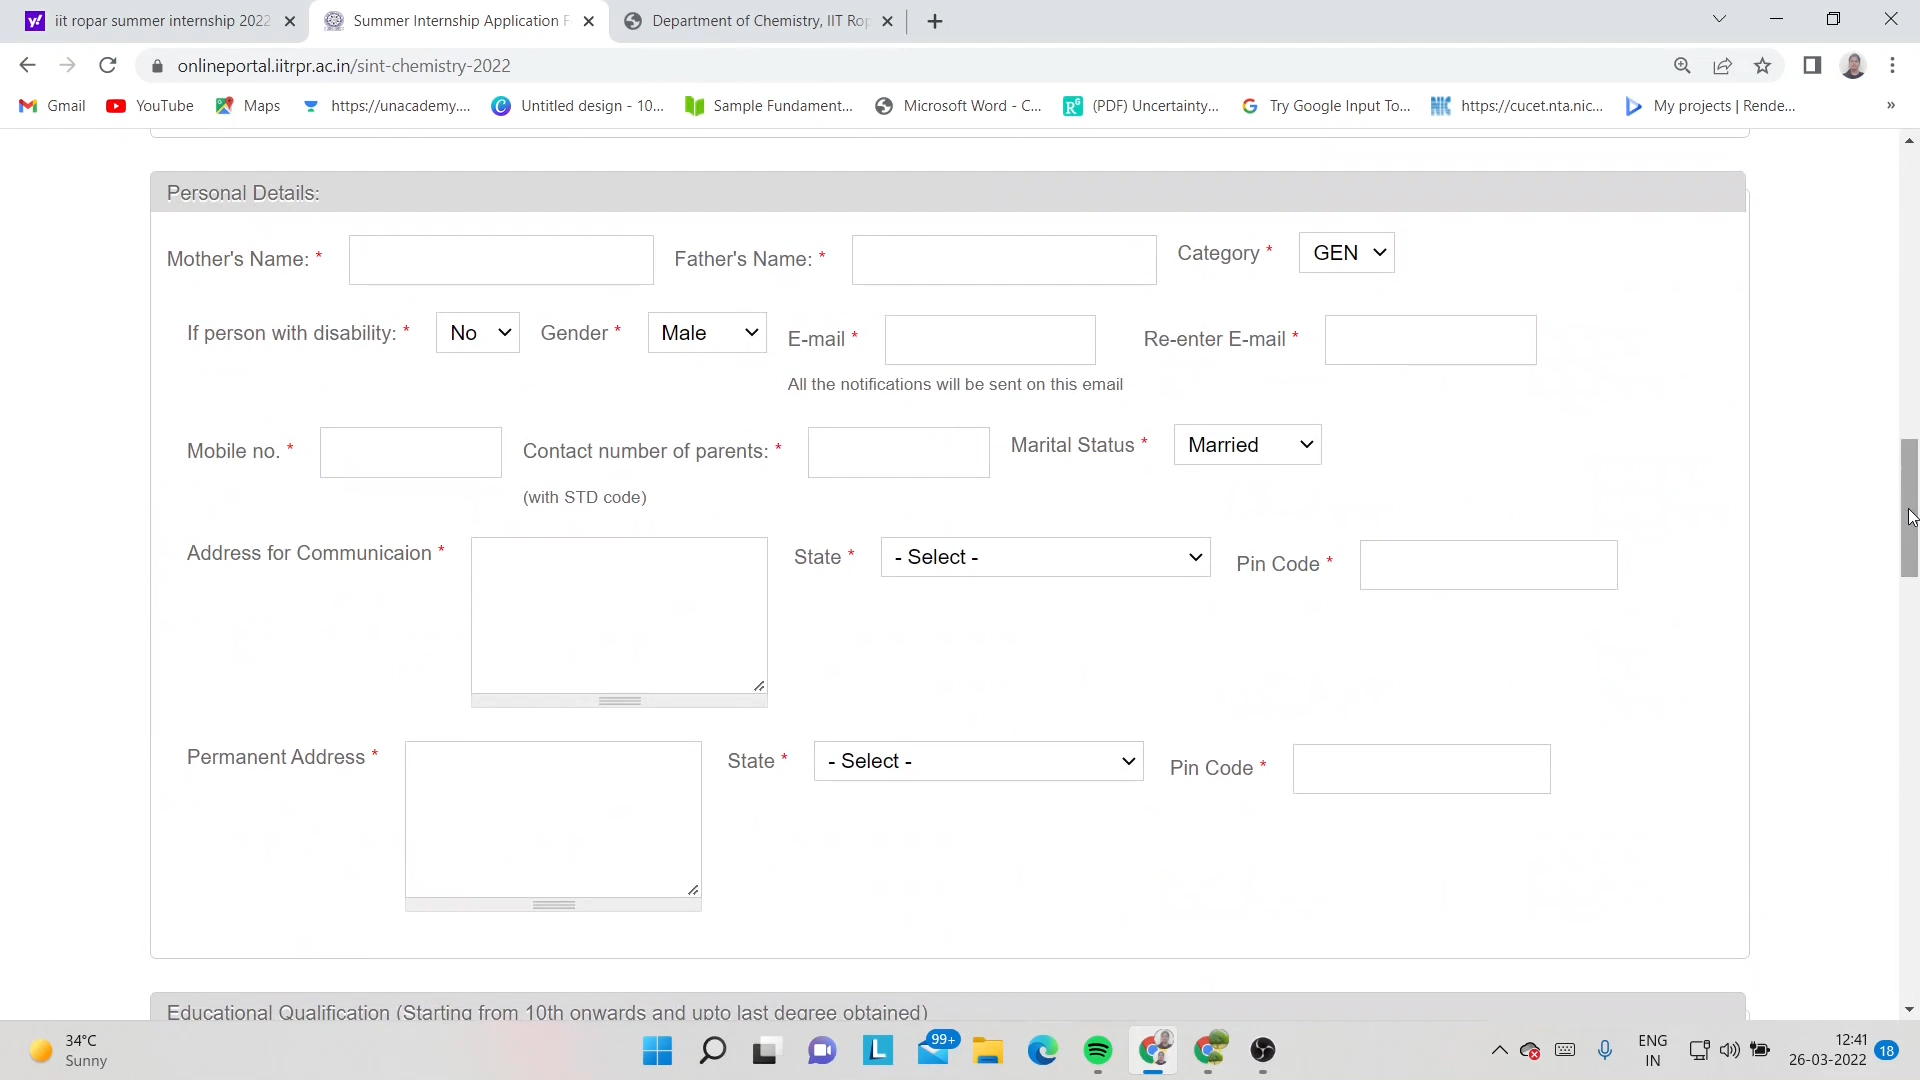 iit ropar summer internship 2022
Summer Internship Application F
Department of Chemistry, IIT Rop
onlineportal.iitrpr.ac.in/sint-chemistry-2022
Gmail
YouTube
Maps
https://unacademy....
Untitled design - 10...
Sample Fundament...
Microsoft Word - C...
(PDF) Uncertainty...
Try Google Input To...
https://cucet.nta.nic...
My projects | Rende...
»
Personal Details:
Mother's Name: *
Father's Name: *
Category * GEN
If person with disability: * No
Gender * Male
E-mail *
Re-enter E-mail *
All the notifications will be sent on this email
Mobile no. *
Contact number of parents: *
Marital Status * Married
(with STD code)
Address for Communicaion *
State * - Select -
Pin Code *
Permanent Address *
State * - Select -
Pin Code *
Educational Qualification (Starting from 10th onwards and upto last degree obtained)
34°C
Sunny
99+
ENG
IN
12:41
26-03-2022
18